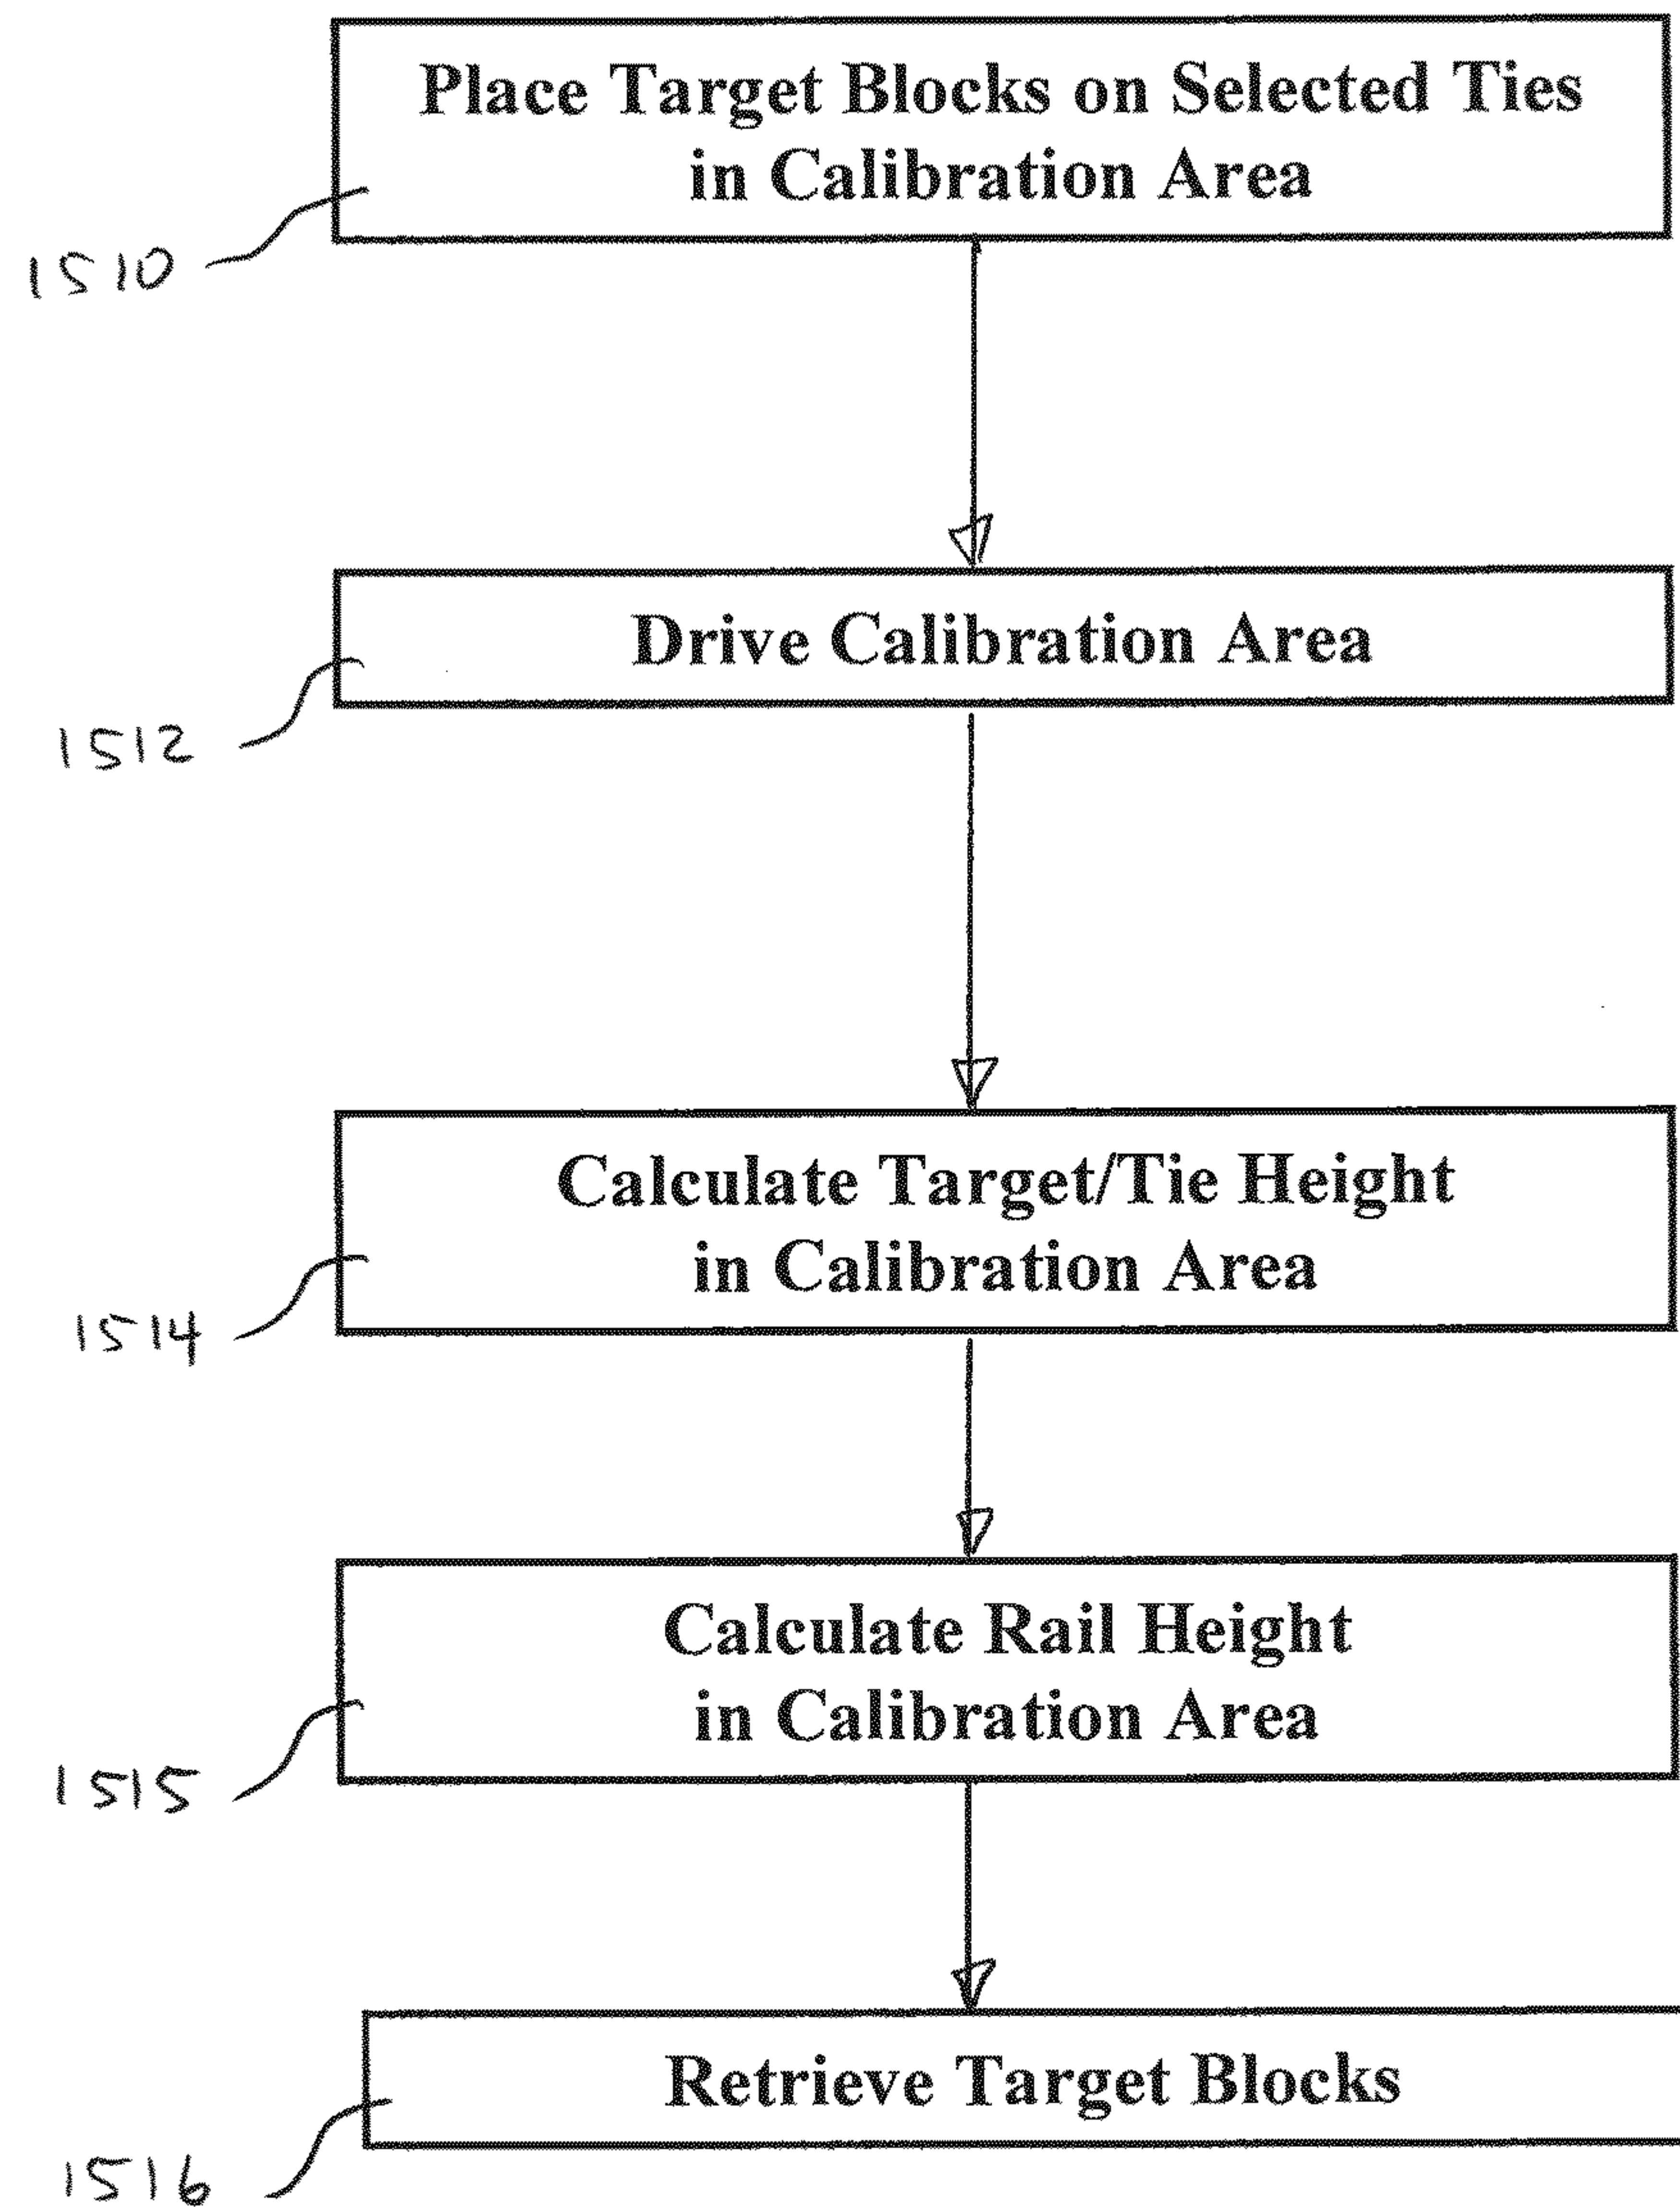 Place Target Blocks on Selected Ties
in Calibration Area
1510
Drive Calibration Area
1512
Calculate Target/Tie Height
in Calibration Area
1514
Calculate Rail Height
in Calibration Area
1515
Retrieve Target Blocks
1516